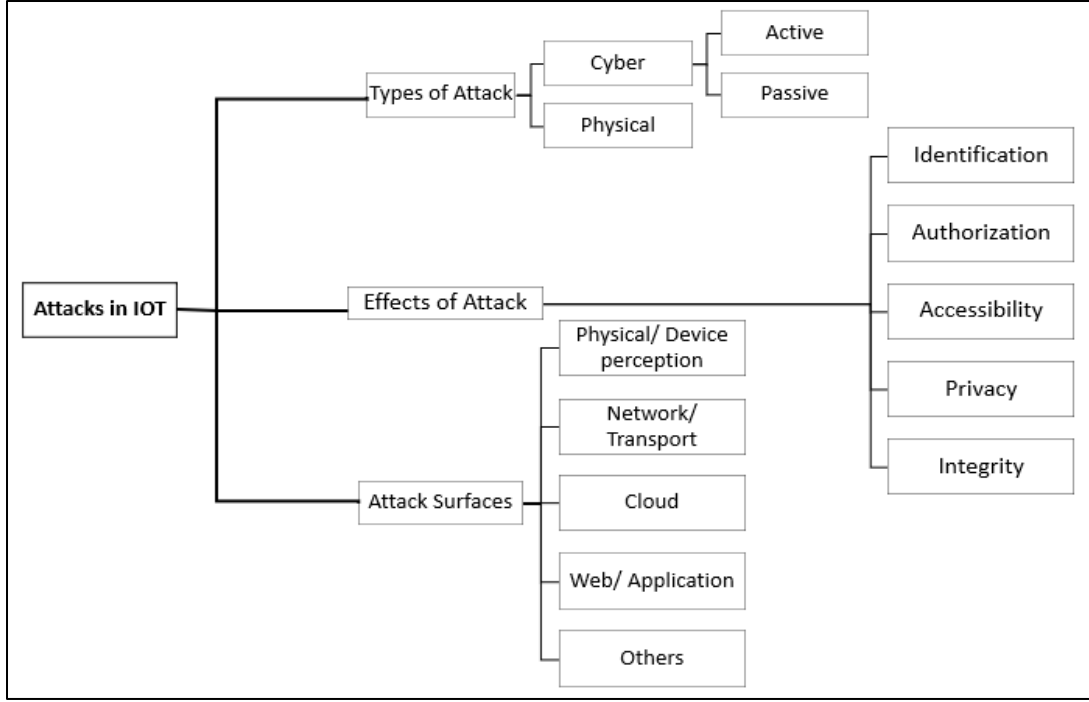 Attacks in IOT
Types of Attack
Cyber
Active
Passive
Physical
Effects of Attack
Identification
Authorization
Accessibility
Privacy
Integrity
Attack Surfaces
Physical/ Device
perception
Network/
Transport
Cloud
Web/ Application
Others